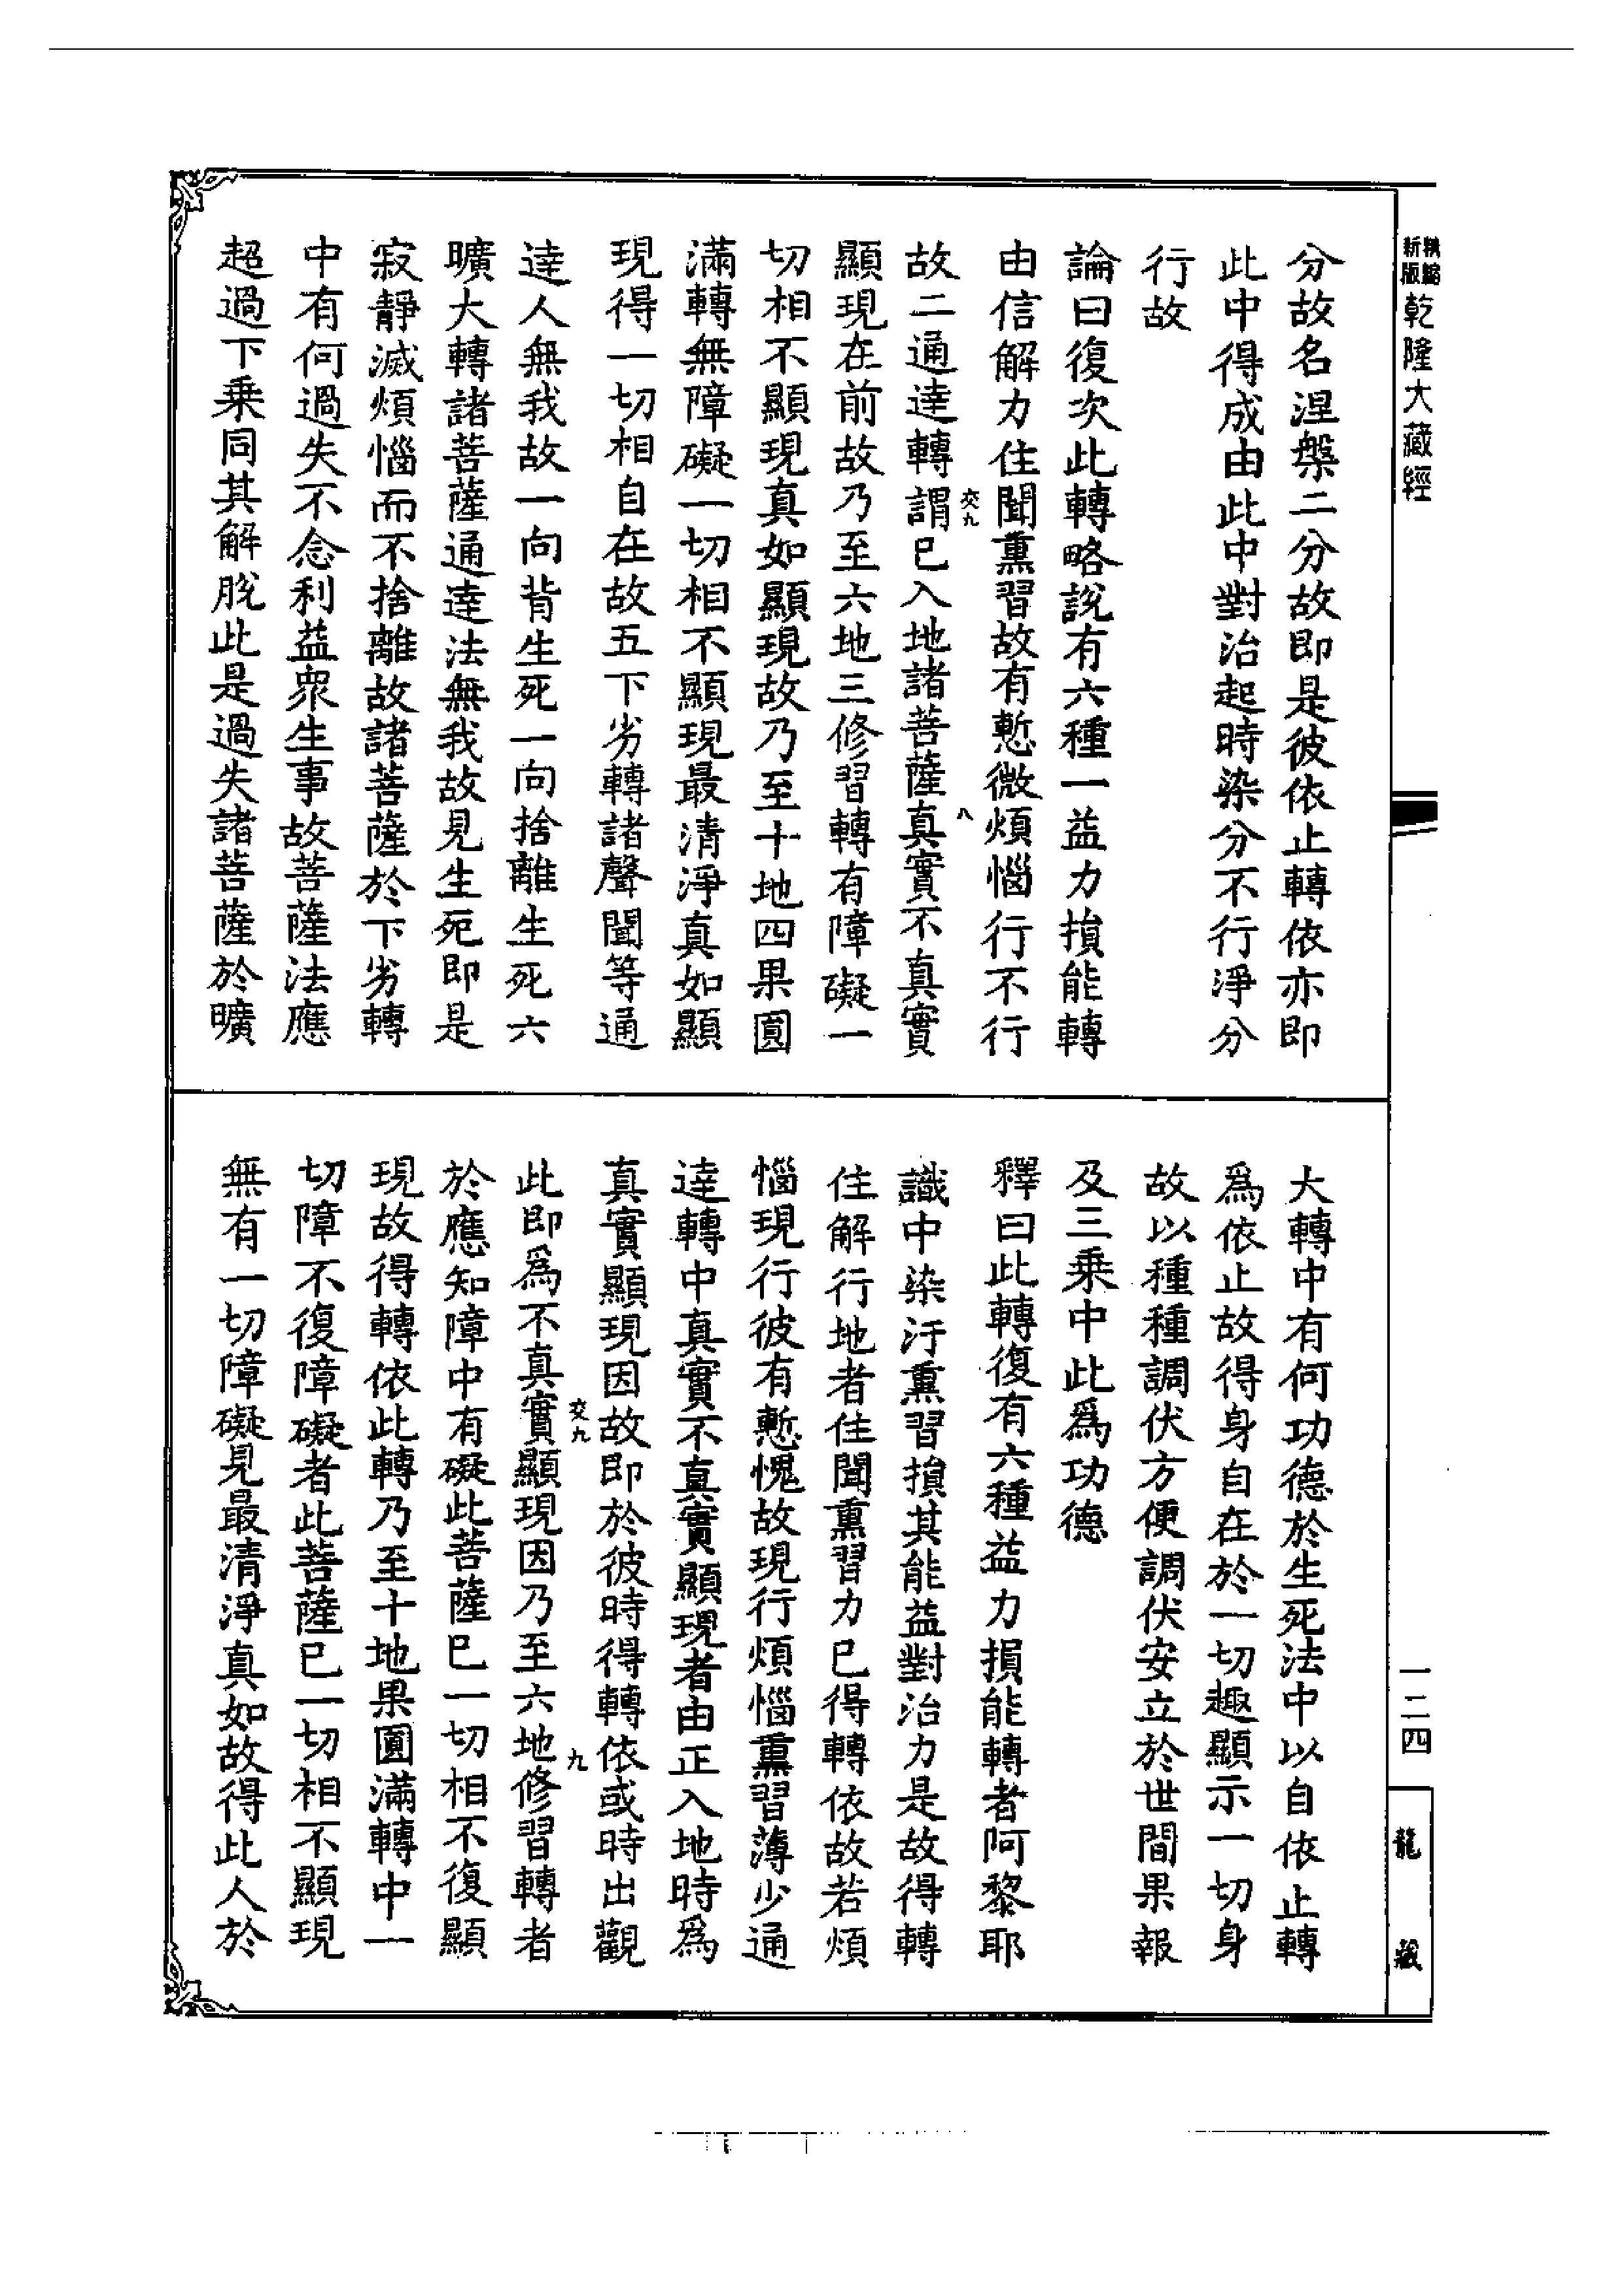 精縮新版乾隆大藏經
分故名涅槃二分故即是彼依止轉依亦即
此中得成由此中對治起時染分不行淨分
行故
論曰復次此轉略說有六種一益力損能轉
由信解力住聞熏習故有慙微煩惱行不行
交九
八
故二通達轉謂已入地諸菩薩真實不真實
顯現在前故乃至六地三修習轉有障礙一
切相不顯現真如顯現故乃至十地四果圓
滿轉無障礙一切相不顯現最清淨真如顯
現得一切相自在故五下劣轉諸聲聞等通
達人無我故一向背生死一向捨離生死六
曠大轉諸菩薩通達法無我故見生死即是
寂靜滅煩惱而不捨離故諸菩薩於下劣轉
中有何過失不念利益衆生事故菩薩法應
超過下乘同其解脫此是過失諸菩薩於曠
大轉中有何功德於生死法中以自依止轉
爲依止故得身自在於一切趣顯示一切身
故以種種調伏方便調伏安立於世間果報
及三乘中此爲功德
釋曰此轉復有六種益力損能轉者阿黎耶
識中染汙熏習損其能益對治力是故得轉
住解行地者住聞熏習力已得轉依故若煩
惱現行彼有慙愧故現行煩惱熏習薄少通
達轉中真實不真實顯現者由正入地時爲
真實顯現因故即於彼時得轉依或時出觀
交九
九
此即爲不真實顯現因乃至六地修習轉者
於應知障中有礙此菩薩已一切相不復顯
現故得轉依此轉乃至十地果圓滿轉中一
切障不復障礙者此菩薩已一切相不顯現
無有一切障礙見最清淨真如故得此人於
一二四
龍藏